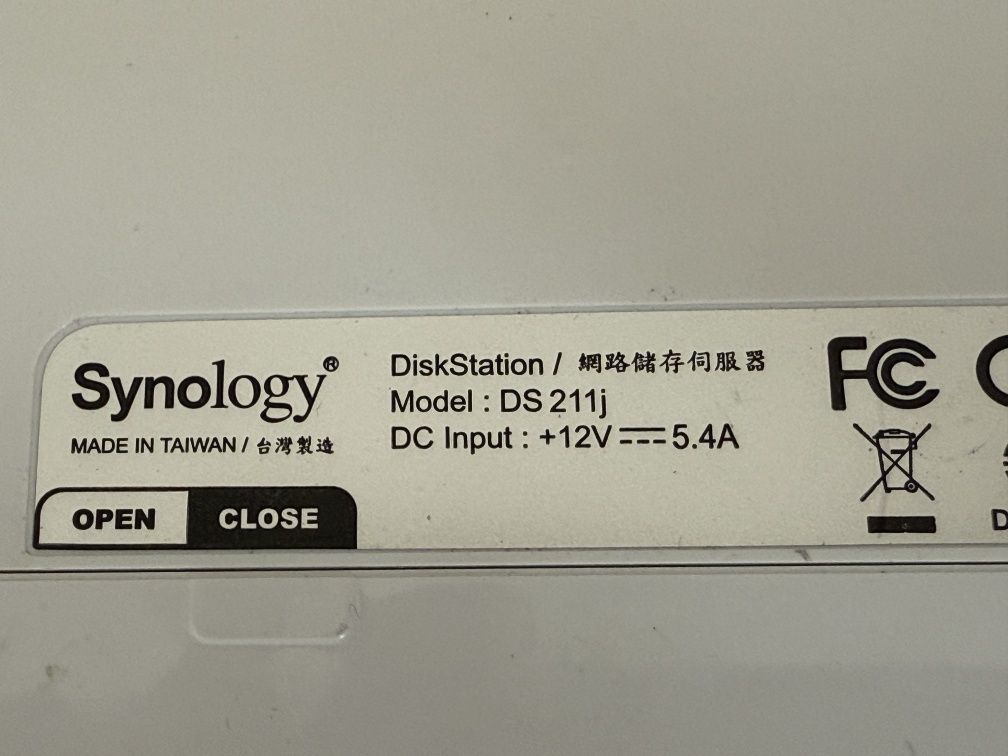 Synology®
MADE IN TAIWAN / 台灣製造
OPEN CLOSE
DiskStation / 網路儲存伺服器
Model : DS 211j
DC Input : +12V 5.4A
FC
D